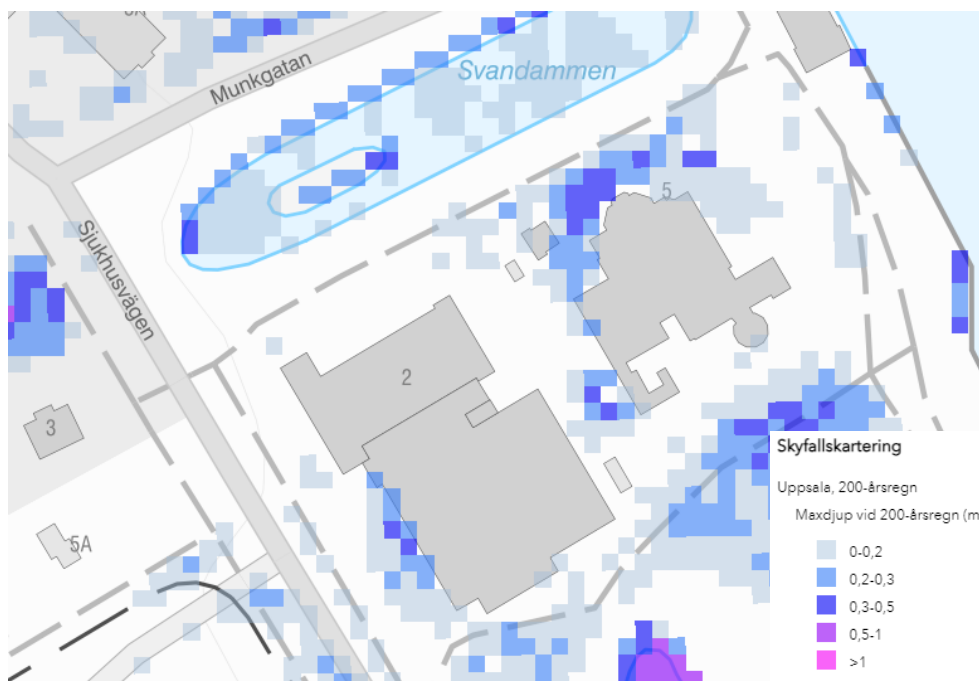 Munkgatan
Svandammen
5
Sjukhusvägen
2
3
5A
Skyfallskartering
Uppsala, 200-årsregn
Maxdjup vid 200-årsregn (m
0-0,2
0,2-0,3
0,3-0,5
0,5-1
>1